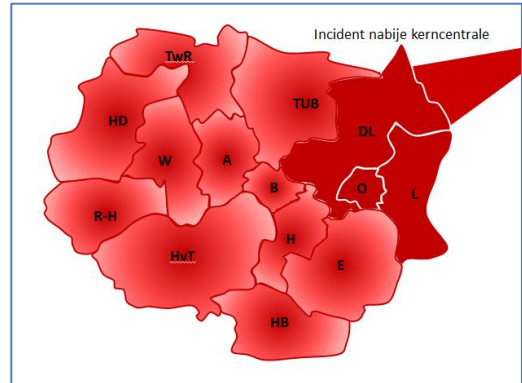 Incident nabije kerncentrale
TwR
TUB
HD
DL
W
A
B
O
L
R-H
H
HvT
E
HB